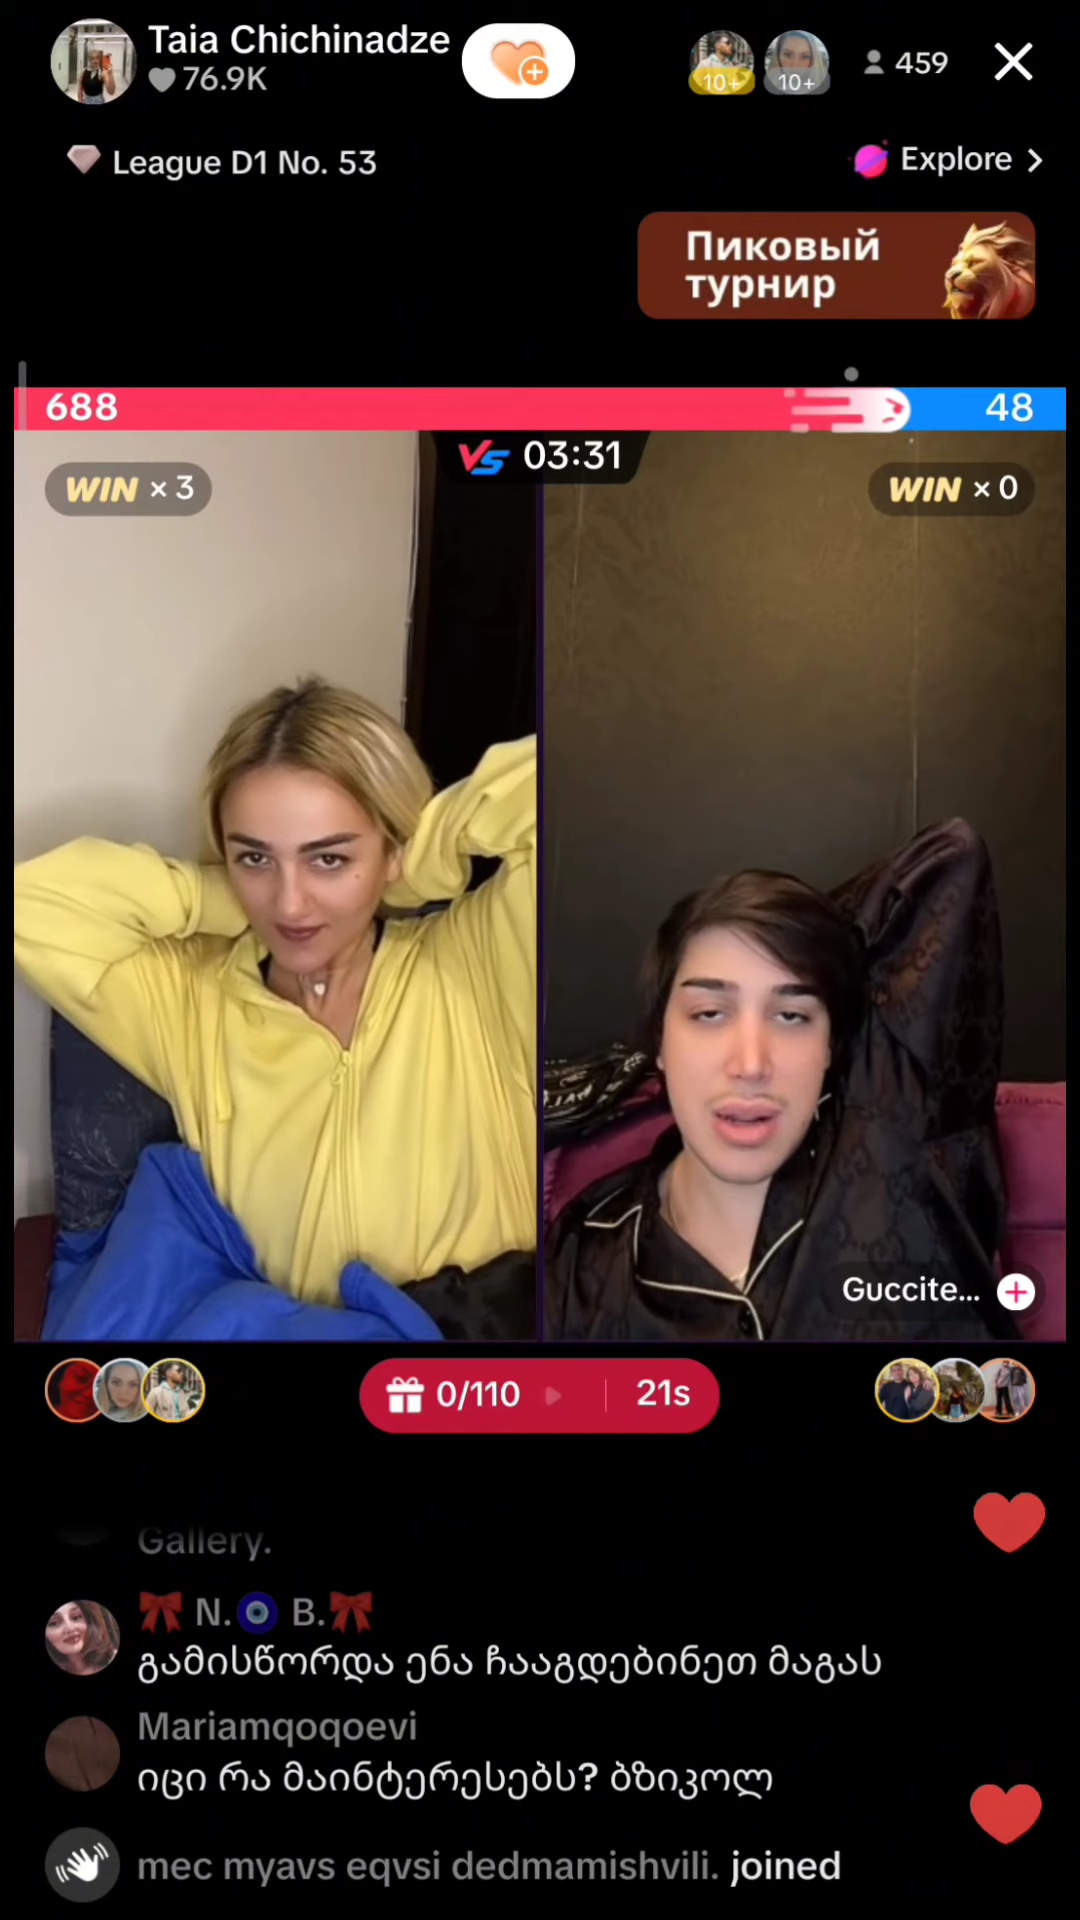 Taia Chichinadze
76.9K
10+
10+
459
League D1 No. 53
Explore
Пиковый
турнир
688
48
VS 03:31
WIN × 3
WIN × 0
Guccite...
0/110
21s
Gallery.
N. B.
გამისწორდა ენა ჩააგდებინეთ მაგას
Mariamqoqoevi
იცი რა მაინტერესებს? ბზიკოლ
mec myavs eqvsi dedmamishvili. joined